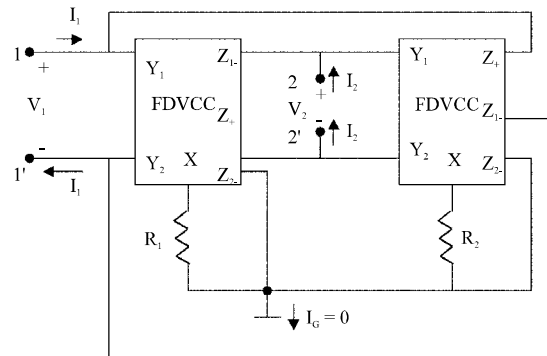 I₁
1
+
V₁
-
1'
I₁
Y₁
Z₁₋
FDVCC
Z₊
Y₂
X
Z₂₋
R₁
2
+
I₂
V₂
-
2'
I₂
Y₁
Z₊
FDVCC
Z₁₋
Y₂
X
Z₂₋
R₂
I_G = 0